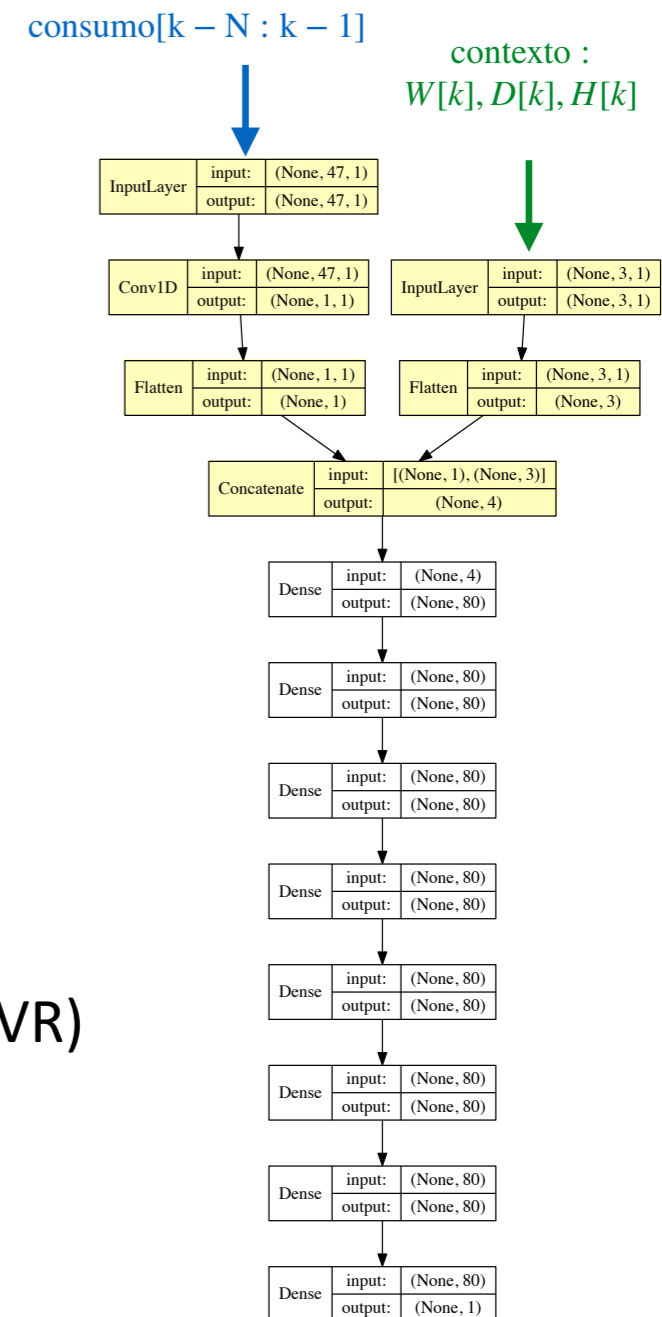 consumo[k − N : k − 1]
contexto :
W[k], D[k], H[k]
InputLayer input: (None, 47, 1)
output: (None, 47, 1)
Conv1D input: (None, 47, 1)
output: (None, 1, 1)
InputLayer input: (None, 3, 1)
output: (None, 3, 1)
Flatten input: (None, 1, 1)
output: (None, 1)
Flatten input: (None, 3, 1)
output: (None, 3)
Concatenate input: [(None, 1), (None, 3)]
output: (None, 4)
Dense input: (None, 4)
output: (None, 80)
Dense input: (None, 80)
output: (None, 80)
Dense input: (None, 80)
output: (None, 80)
Dense input: (None, 80)
output: (None, 80)
Dense input: (None, 80)
output: (None, 80)
VR)
Dense input: (None, 80)
output: (None, 80)
Dense input: (None, 80)
output: (None, 80)
Dense input: (None, 80)
output: (None, 1)